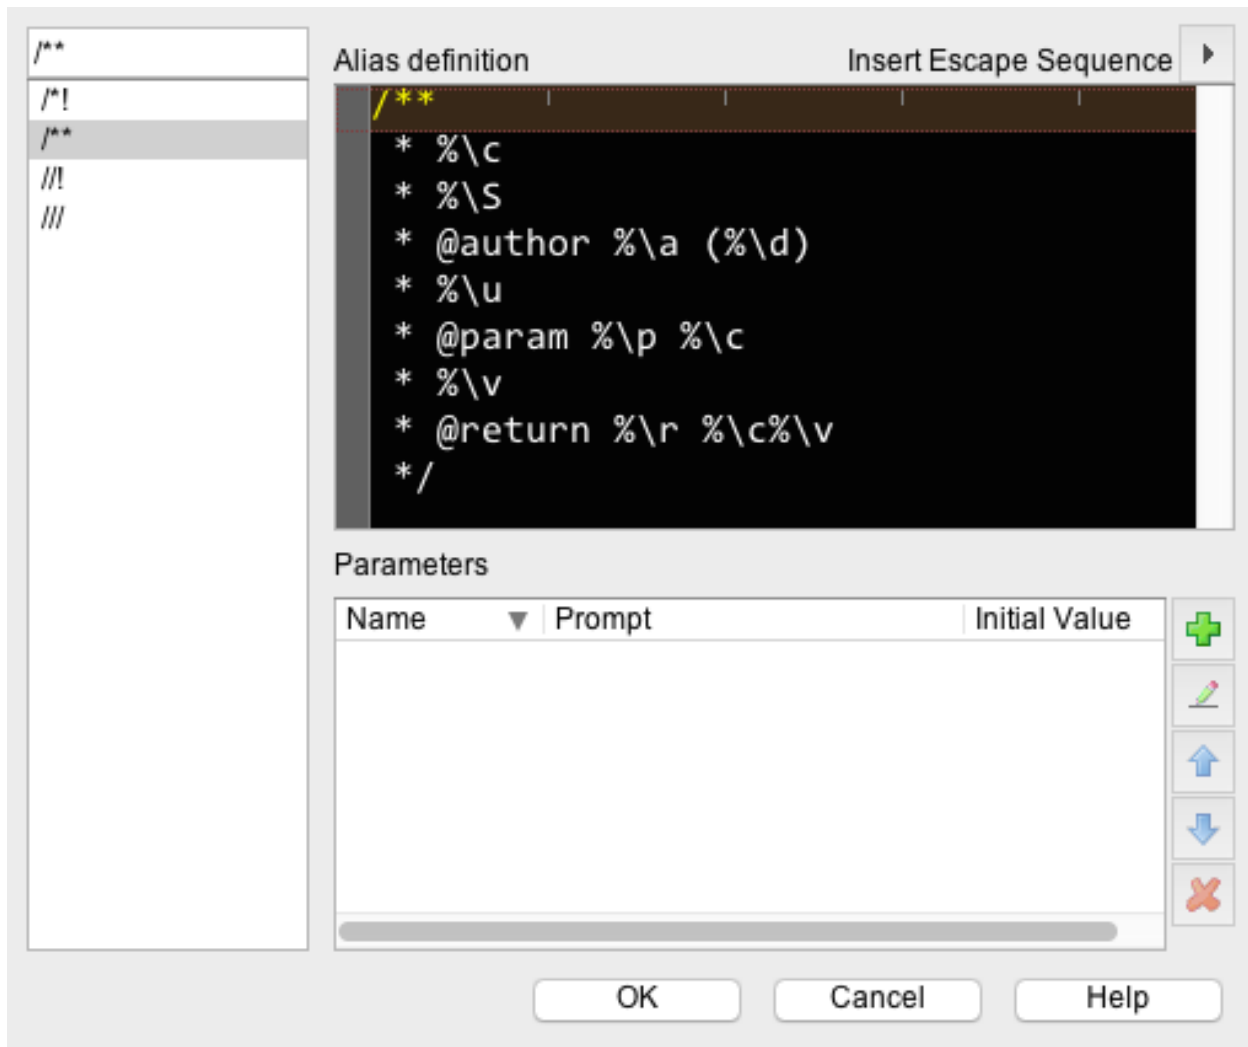 /**
/*!
/**
//!
///
Alias definition
Insert Escape Sequence
/**
* %\c
* %\S
* @author %\a (%\d)
* %\u
* @param %\p %\c
* %\v
* @return %\r %\c%\v
*/
Parameters
Name Prompt Initial Value
OK Cancel Help